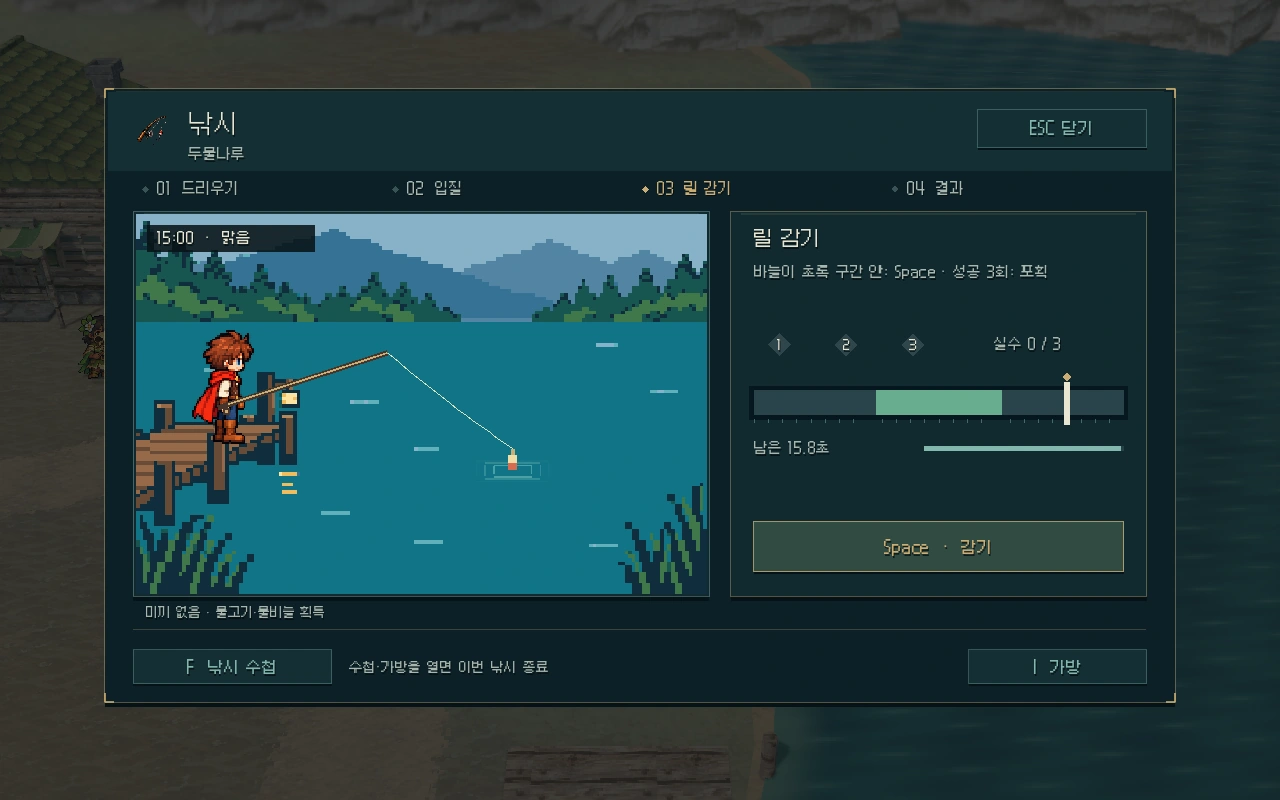 낚시
두물나루
ESC 닫기
01 드리우기
02 입질
03 릴 감기
04 결과
15:00 · 맑음
릴 감기
바늘이 초록 구간 안: Space · 성공 3회: 포획
1 2 3 실수 0 / 3
남은 15.8초
Space · 감기
미끼 없음 · 물고기·물비늘 획득
F 낚시 수첩
수첩·가방을 열면 이번 낚시 종료
I 가방